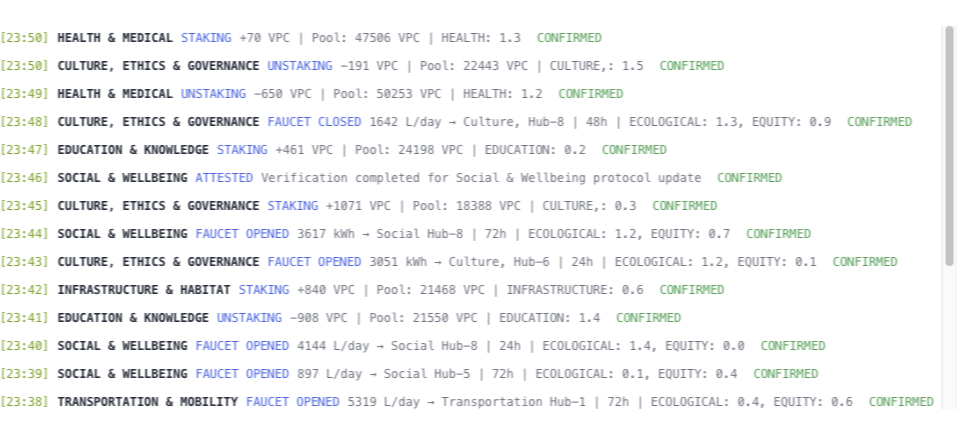 [23:50] HEALTH & MEDICAL STAKING +70 VPC | Pool: 47506 VPC | HEALTH: 1.3 CONFIRMED
[23:50] CULTURE, ETHICS & GOVERNANCE UNSTAKING -191 VPC | Pool: 22443 VPC | CULTURE,: 1.5 CONFIRMED
[23:49] HEALTH & MEDICAL UNSTAKING -650 VPC | Pool: 50253 VPC | HEALTH: 1.2 CONFIRMED
[23:48] CULTURE, ETHICS & GOVERNANCE FAUCET CLOSED 1642 L/day → Culture, Hub-8 | 48h | ECOLOGICAL: 1.3, EQUITY: 0.9 CONFIRMED
[23:47] EDUCATION & KNOWLEDGE STAKING +461 VPC | Pool: 24198 VPC | EDUCATION: 0.2 CONFIRMED
[23:46] SOCIAL & WELLBEING ATTESTED Verification completed for Social & Wellbeing protocol update CONFIRMED
[23:45] CULTURE, ETHICS & GOVERNANCE STAKING +1071 VPC | Pool: 18388 VPC | CULTURE,: 0.3 CONFIRMED
[23:44] SOCIAL & WELLBEING FAUCET OPENED 3617 kWh → Social Hub-8 | 72h | ECOLOGICAL: 1.2, EQUITY: 0.7 CONFIRMED
[23:43] CULTURE, ETHICS & GOVERNANCE FAUCET OPENED 3051 kWh → Culture, Hub-6 | 24h | ECOLOGICAL: 1.2, EQUITY: 0.1 CONFIRMED
[23:42] INFRASTRUCTURE & HABITAT STAKING +840 VPC | Pool: 21468 VPC | INFRASTRUCTURE: 0.6 CONFIRMED
[23:41] EDUCATION & KNOWLEDGE UNSTAKING -908 VPC | Pool: 21550 VPC | EDUCATION: 1.4 CONFIRMED
[23:40] SOCIAL & WELLBEING FAUCET OPENED 4144 L/day → Social Hub-8 | 24h | ECOLOGICAL: 1.4, EQUITY: 0.0 CONFIRMED
[23:39] SOCIAL & WELLBEING FAUCET OPENED 897 L/day → Social Hub-5 | 72h | ECOLOGICAL: 0.1, EQUITY: 0.4 CONFIRMED
[23:38] TRANSPORTATION & MOBILITY FAUCET OPENED 5319 L/day → Transportation Hub-1 | 72h | ECOLOGICAL: 0.4, EQUITY: 0.6 CONFIRMED